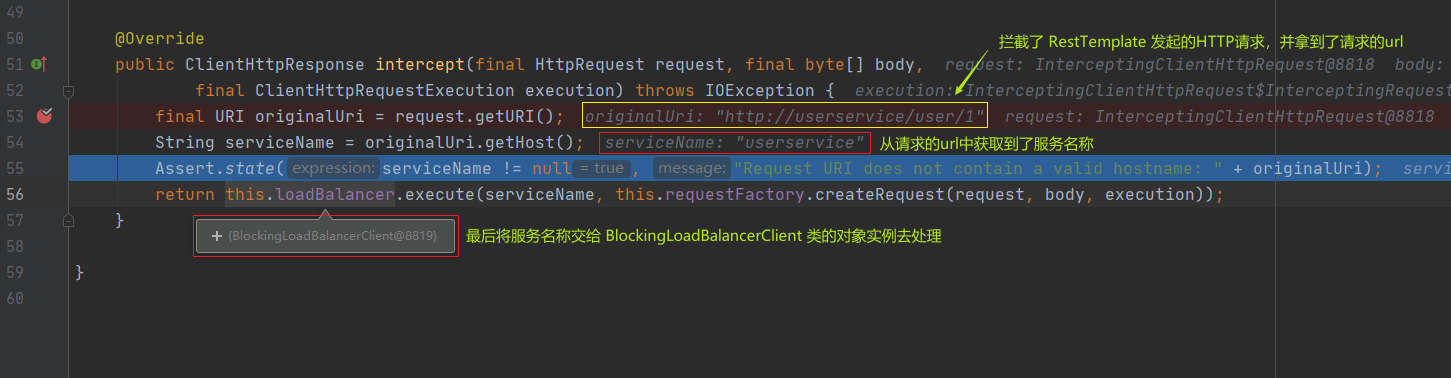 49
50 @Override
拦截了 RestTemplate 发起的HTTP请求，并拿到了请求的url
51 public ClientHttpResponse intercept(final HttpRequest request, final byte[] body, request: InterceptingClientHttpRequest@8818 body:
52 final ClientHttpRequestExecution execution) throws IOException { execution: InterceptingClientHttpRequest$InterceptingRequest
53 final URI originalUri = request.getURI(); originalUri: "http://userservice/user/1" request: InterceptingClientHttpRequest@8818
54 String serviceName = originalUri.getHost(); serviceName: "userservice" 从请求的url中获取到了服务名称
55 Assert.state( expression: serviceName != null = true , message: "Request URI does not contain a valid hostname: " + originalUri); servi
56 return this.loadBalancer.execute(serviceName, this.requestFactory.createRequest(request, body, execution));
57 }
+ {BlockingLoadBalancerClient@8819} 最后将服务名称交给 BlockingLoadBalancerClient 类的对象实例去处理
58
59 }
60